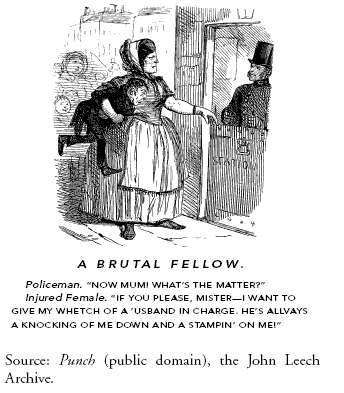 STATION
A BRUTAL FELLOW.
Policeman. "NOW MUM! WHAT'S THE MATTER?"
Injured Female. "IF YOU PLEASE, MISTER—I WANT TO
GIVE MY WHETCH OF A 'USBAND IN CHARGE. HE'S ALLVAYS
A KNOCKING OF ME DOWN AND A STAMPIN' ON ME!"
Source: Punch (public domain), the John Leech
Archive.